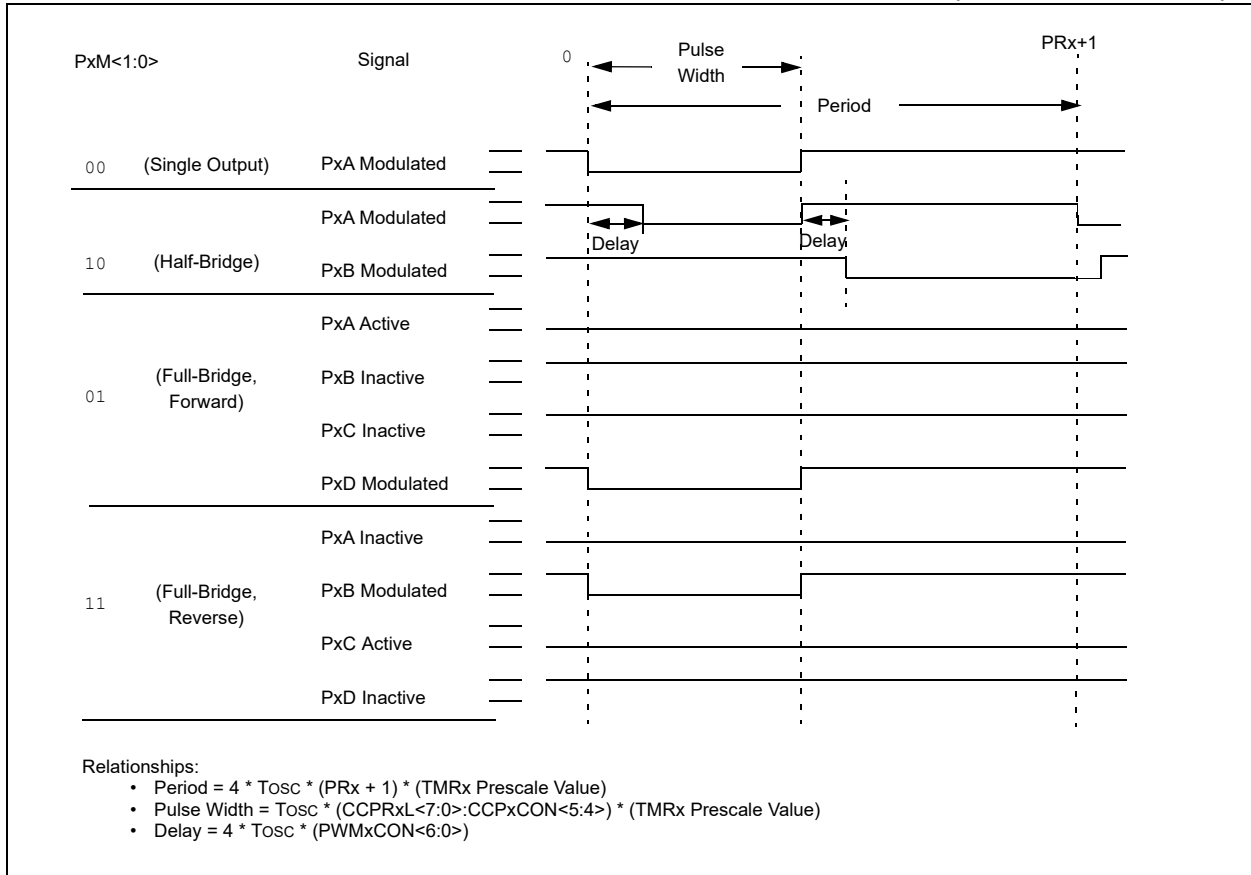 PRx+1
PxM<1:0> Signal 0 Pulse
Width
Period
00 (Single Output) PxA Modulated
PxA Modulated
Delay Delay
10 (Half-Bridge) PxB Modulated
PxA Active
(Full-Bridge, PxB Inactive
01 Forward)
PxC Inactive
PxD Modulated
PxA Inactive
(Full-Bridge, PxB Modulated
11 Reverse)
PxC Active
PxD Inactive
Relationships:
• Period = 4 * TOSC * (PRx + 1) * (TMRx Prescale Value)
• Pulse Width = TOSC * (CCPRxL<7:0>:CCPxCON<5:4>) * (TMRx Prescale Value)
• Delay = 4 * TOSC * (PWMxCON<6:0>)